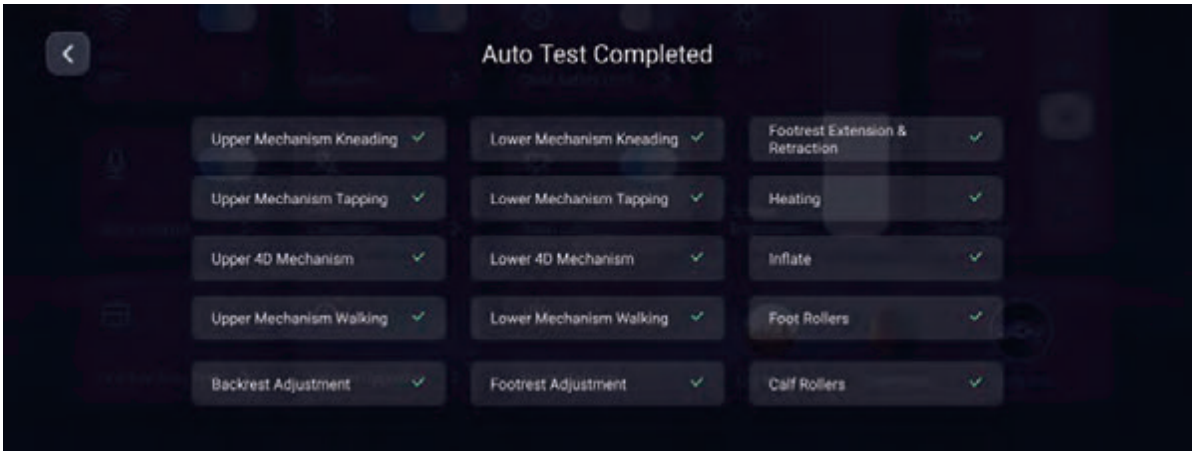 Auto Test Completed
Upper Mechanism Kneading
Lower Mechanism Kneading
Footrest Extension &
Retraction
Upper Mechanism Tapping
Lower Mechanism Tapping
Heating
Upper 4D Mechanism
Lower 4D Mechanism
Inflate
Upper Mechanism Walking
Lower Mechanism Walking
Foot Rollers
Backrest Adjustment
Footrest Adjustment
Calf Rollers